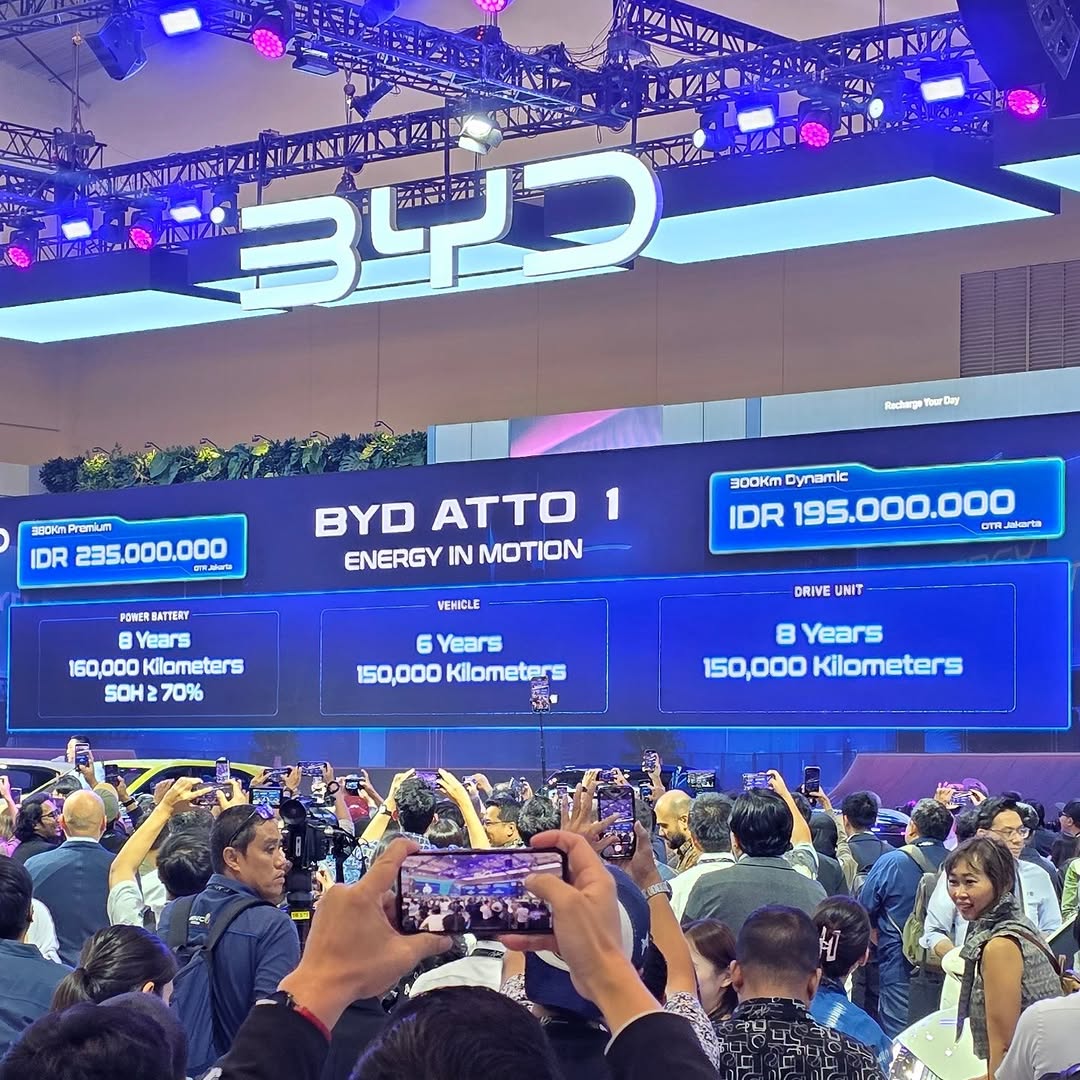 BYD
Recharge Your Day
380Km Premium
IDR 235.000.000
OTR Jakarta
BYD ATTO 1
ENERGY IN MOTION
300Km Dynamic
IDR 195.000.000
OTR Jakarta
POWER BATTERY
8 Years
160,000 Kilometers
SOH ≥ 70%
VEHICLE
6 Years
150,000 Kilometers
DRIVE UNIT
8 Years
150,000 Kilometers